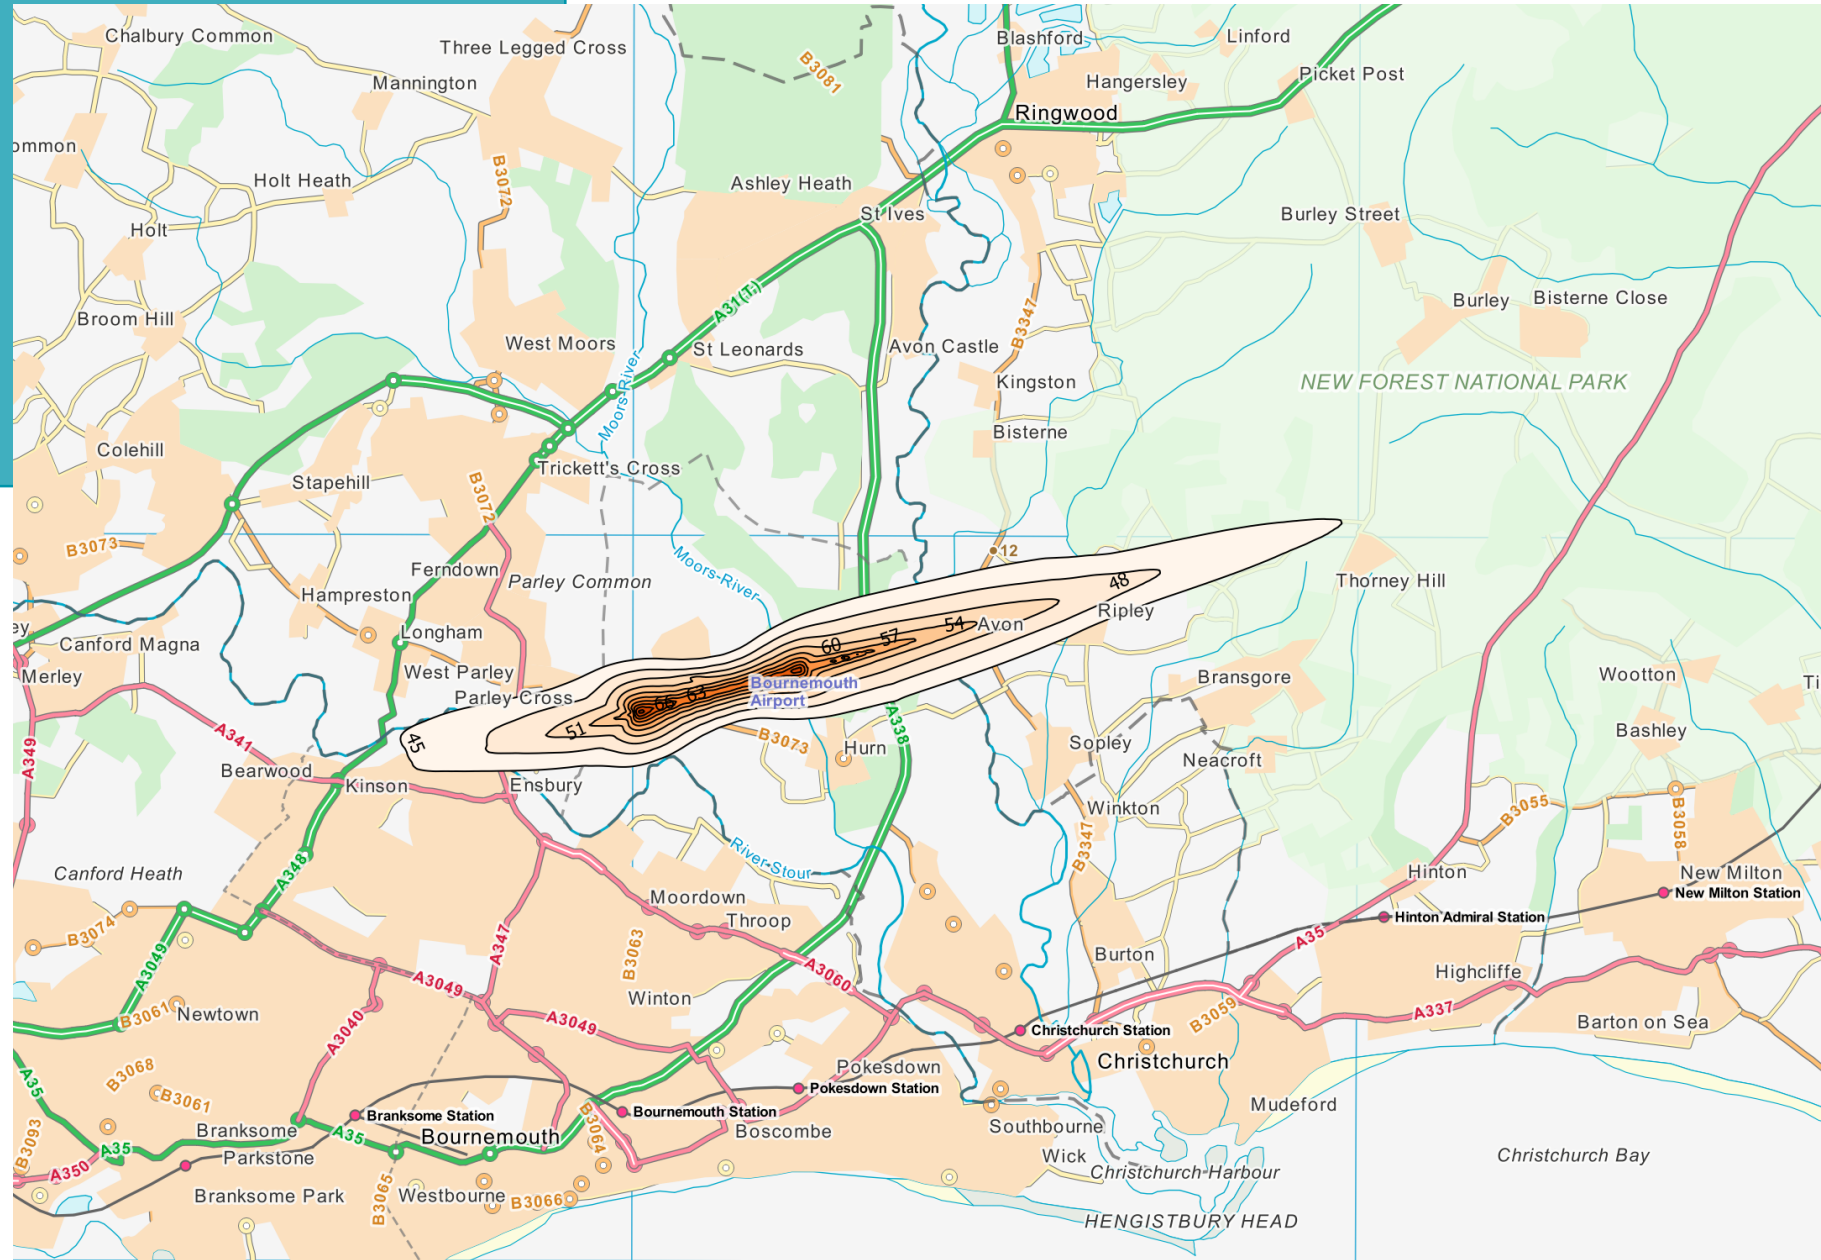 Chalbury Common
Three Legged Cross
Blashford
Linford
B3081
Mannington
Hangersley
Picket Post
Ringwood
ommon
Holt Heath
B3072
Ashley Heath
St Ives
Burley Street
Holt
A31(T)
Burley
Bisterne Close
Broom Hill
B3347
West Moors
St Leonards
Avon Castle
Moors-River
Kingston
NEW FOREST NATIONAL PARK
Bisterne
Colehill
Trickett's Cross
Stapehill
B3072
B3073
12
Ferndown
Parley Common
Moors-River
48
Thorney Hill
Hampreston
Ripley
ey
Longham
54
Avon
57
60
Canford Magna
West Parley
Merley
Parley Cross
66
63
Bournemouth
Airport
Bransgore
Wootton
Ti
51
45
A341
A338
B3073
Hurn
Sopley
Neacroft
Bashley
A349
Bearwood
Kinson
Ensbury
Winkton
B3055
B3058
B3347
River-Stour
Canford Heath
A348
Hinton
New Milton
New Milton Station
Moordown
Throop
Hinton Admiral Station
B3074
A347
B3063
A35
A3049
A3060
Burton
A3049
Highcliffe
Winton
B3061
Newtown
A3040
A3049
B3059
A337
Barton on Sea
Christchurch Station
Christchurch
B3068
A35
Pokesdown
Pokesdown Station
B3061
Mudeford
Branksome Station
Bournemouth Station
B3064
B3093
Branksome
A35
Bournemouth
Boscombe
Southbourne
A35
A350
Parkstone
Wick
Christchurch Harbour
Christchurch Bay
Branksome Park
B3065
Westbourne
B3066
HENGISTBURY HEAD